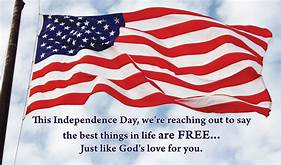 This Independence Day, we're reaching out to say
the best things in life are FREE...
Just like God's love for you.